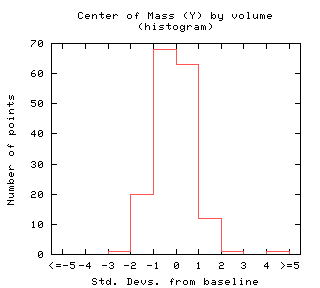 Center of Mass (Y) by volume
(histogram)
70
60
50
40
30
20
10
0
Number of points
<=-5 -4 -3 -2 -1 0 1 2 3 4 >=5
Std. Devs. from baseline